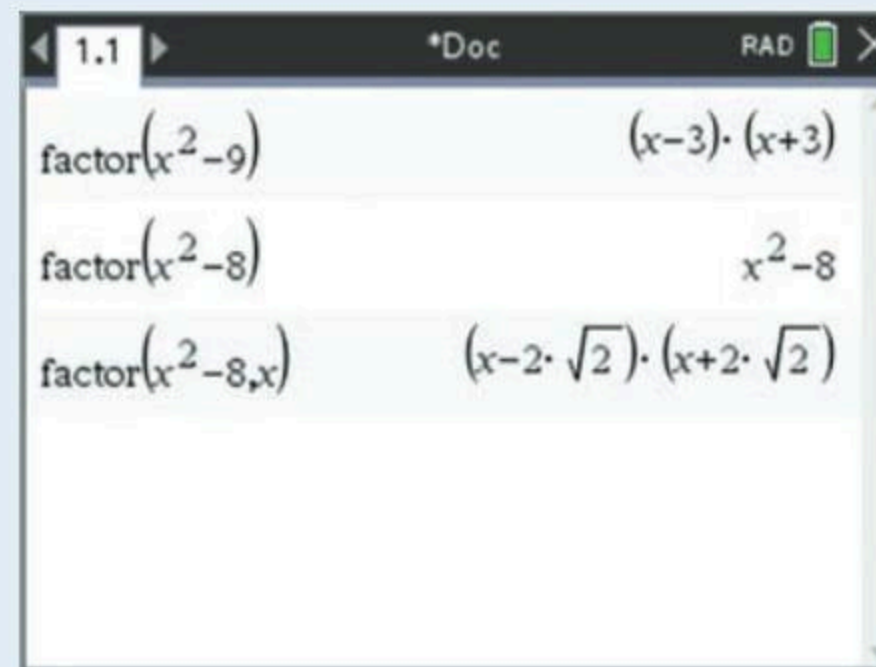 1.1 *Doc RAD
factor(x²−9) (x−3)·(x+3)
factor(x²−8) x²−8
factor(x²−8,x) (x−2·√2)·(x+2·√2)